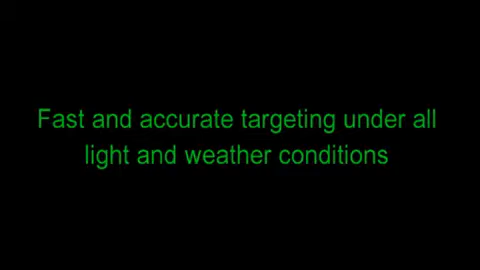 Fast and accurate targeting under all
light and weather conditions